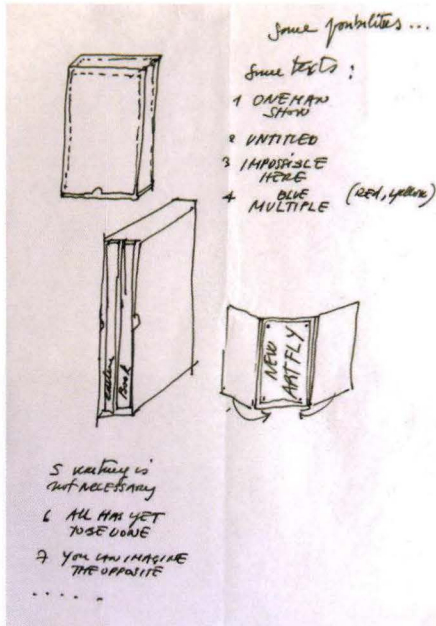 Some possibilities...
Some texts:
1 ONE MAN
SHOW
2 UNTITLED
3 IMPOSSIBLE
HERE
4 BLUE
MULTIPLE (RED, yellow)
Book
NEW
ARTFLY
5 is
not NECESSARY
6 ALL HAS YET
TO BE DONE
7 YOU CAN IMAGINE
THE OPPOSITE
. . . . .